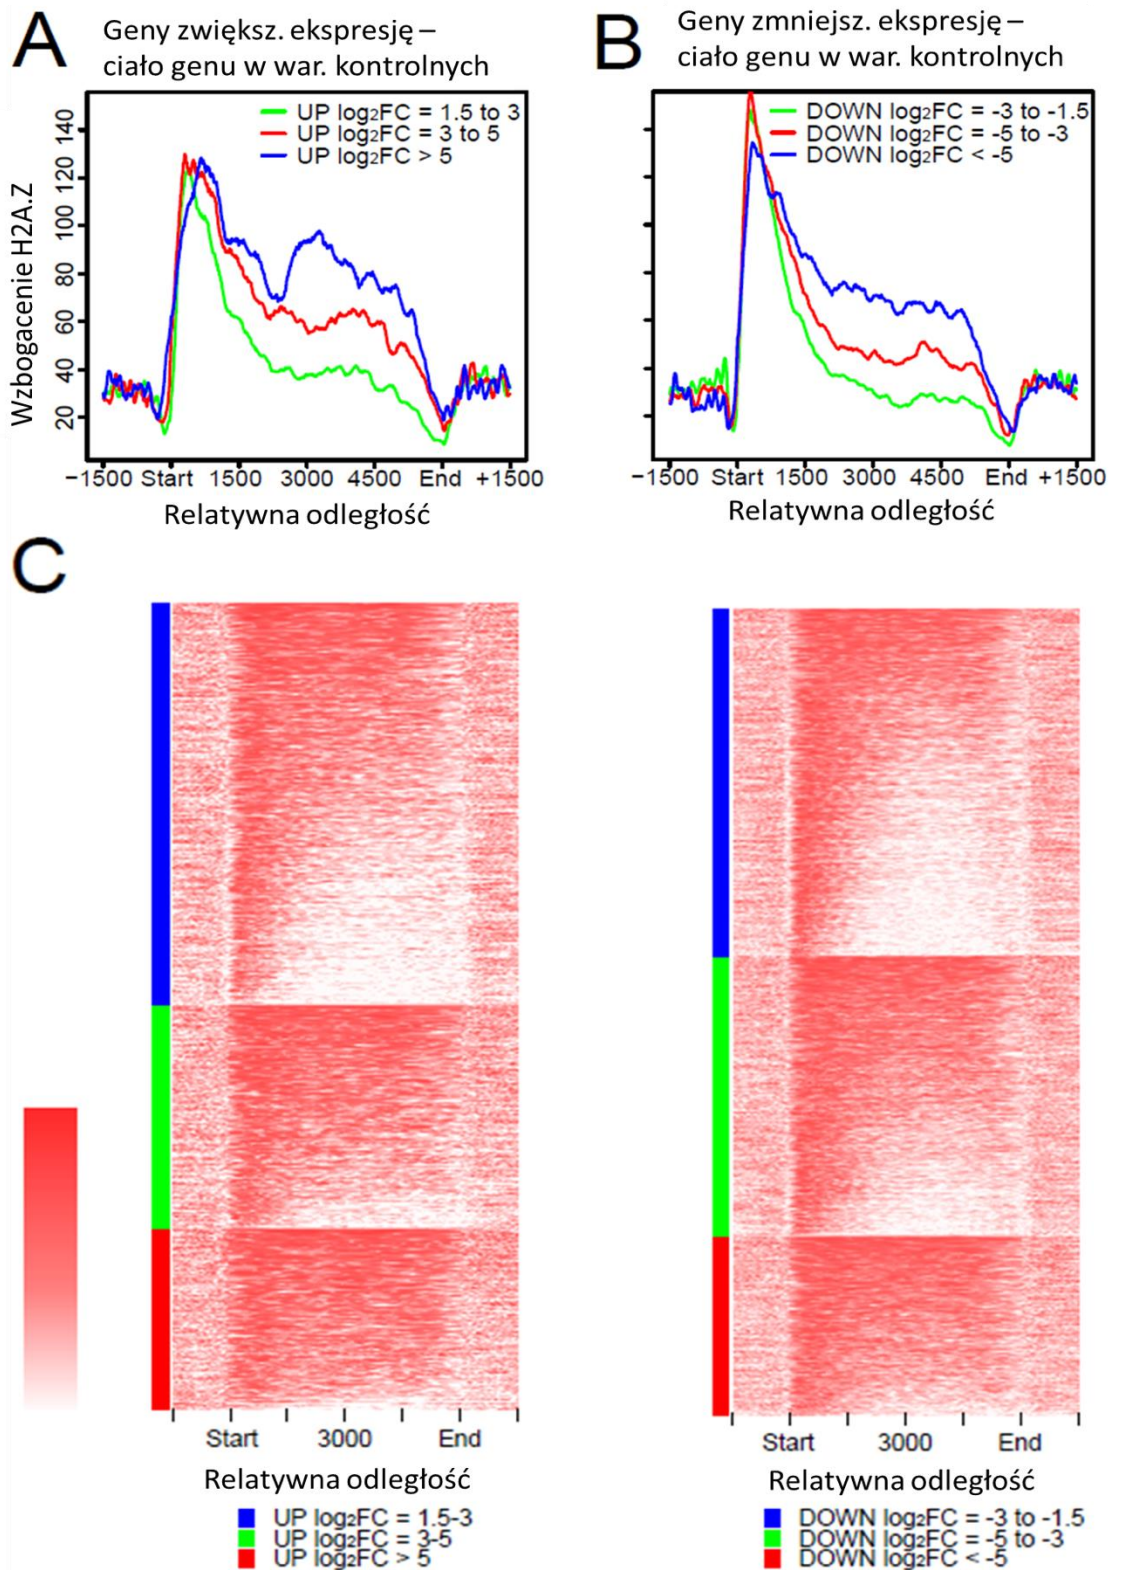 A
Geny zwiększ. ekspresję –
ciało genu w war. kontrolnych
UP log₂FC = 1.5 to 3
UP log₂FC = 3 to 5
UP log₂FC > 5
Wzbogacenie H2A.Z
140
120
100
80
60
40
20
−1500 Start 1500 3000 4500 End +1500
Relatywna odległość
B
Geny zmniejsz. ekspresję –
ciało genu w war. kontrolnych
DOWN log₂FC = -3 to -1.5
DOWN log₂FC = -5 to -3
DOWN log₂FC < -5
−1500 Start 1500 3000 4500 End +1500
Relatywna odległość
C
Start 3000 End
Relatywna odległość
UP log₂FC = 1.5-3
UP log₂FC = 3-5
UP log₂FC > 5
Start 3000 End
Relatywna odległość
DOWN log₂FC = -3 to -1.5
DOWN log₂FC = -5 to -3
DOWN log₂FC < -5